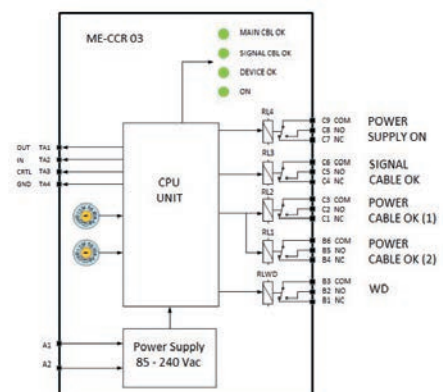 ME-CCR 03
MAIN CBL OK
SIGNAL CBL OK
DEVICE OK
ON
OUT TA1
IN TA2
CRTL TA3
GND TA4
CPU
UNIT
RL4
C9 COM
C8 NO
C7 NC
POWER
SUPPLY ON
RL3
C6 COM
C5 NO
C4 NC
SIGNAL
CABLE OK
RL2
C3 COM
C2 NO
C1 NC
POWER
CABLE OK (1)
RL1
B6 COM
B5 NO
B4 NC
POWER
CABLE OK (2)
RLWD
B3 COM
B2 NO
B1 NC
WD
A1
A2
Power Supply
85 - 240 Vac